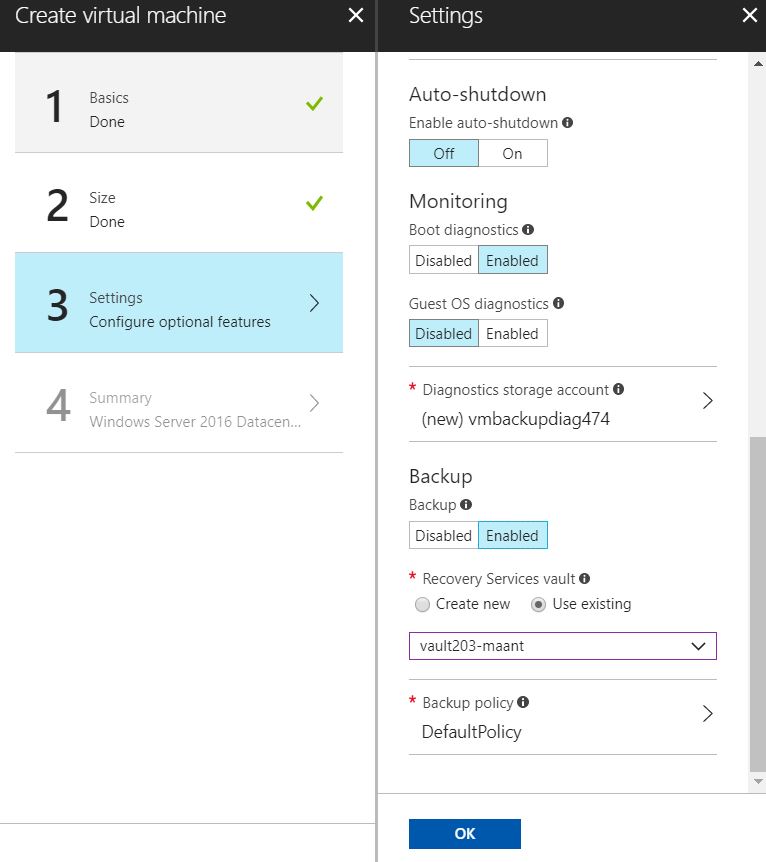 Create virtual machine
1
Basics
Done
2
Size
Done
3
Settings
Configure optional features
4
Summary
Windows Server 2016 Datacen...
Settings
Auto-shutdown
Enable auto-shutdown
Off On
Monitoring
Boot diagnostics
Disabled Enabled
Guest OS diagnostics
Disabled Enabled
* Diagnostics storage account
(new) vmbackupdiag474
Backup
Backup
Disabled Enabled
* Recovery Services vault
Create new Use existing
vault203-maant
* Backup policy
DefaultPolicy
OK